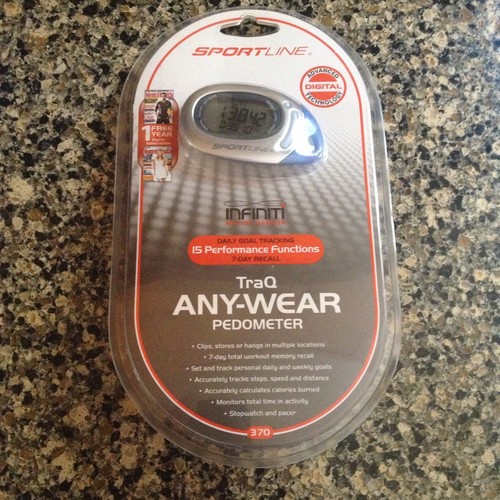 SPORTLINE®
ADVANCED
DIGITAL
TECHNOLOGY
13842
SPORTLINE
1 FREE
YEAR
INFINITI
DAILY GOAL TRACKING
15 Performance Functions
7-DAY RECALL
TraQ
ANY-WEAR
PEDOMETER
• Clips, stores or hangs in multiple locations
• 7-day total workout memory recall
• Set and track personal daily and weekly goals
• Accurately tracks steps, speed and distance
• Accurately calculates calories burned
• Monitors total time in activity
• Stopwatch and pacer
370